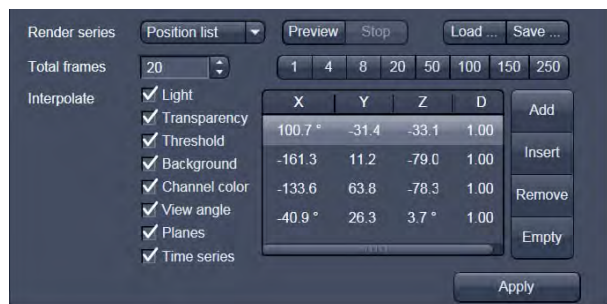 Render series Position list Preview Stop Load ... Save ...
Total frames 20 1 4 8 20 50 100 150 250
Interpolate Light
Transparency
Threshold
Background
Channel color
View angle
Planes
Time series
X Y Z D
100.7 ° -31.4 -33.1 1.00
-161.3 11.2 -79.0 1.00
-133.6 63.8 -78.3 1.00
-40.9 ° 26.3 3.7 ° 1.00
Add
Insert
Remove
Empty
Apply